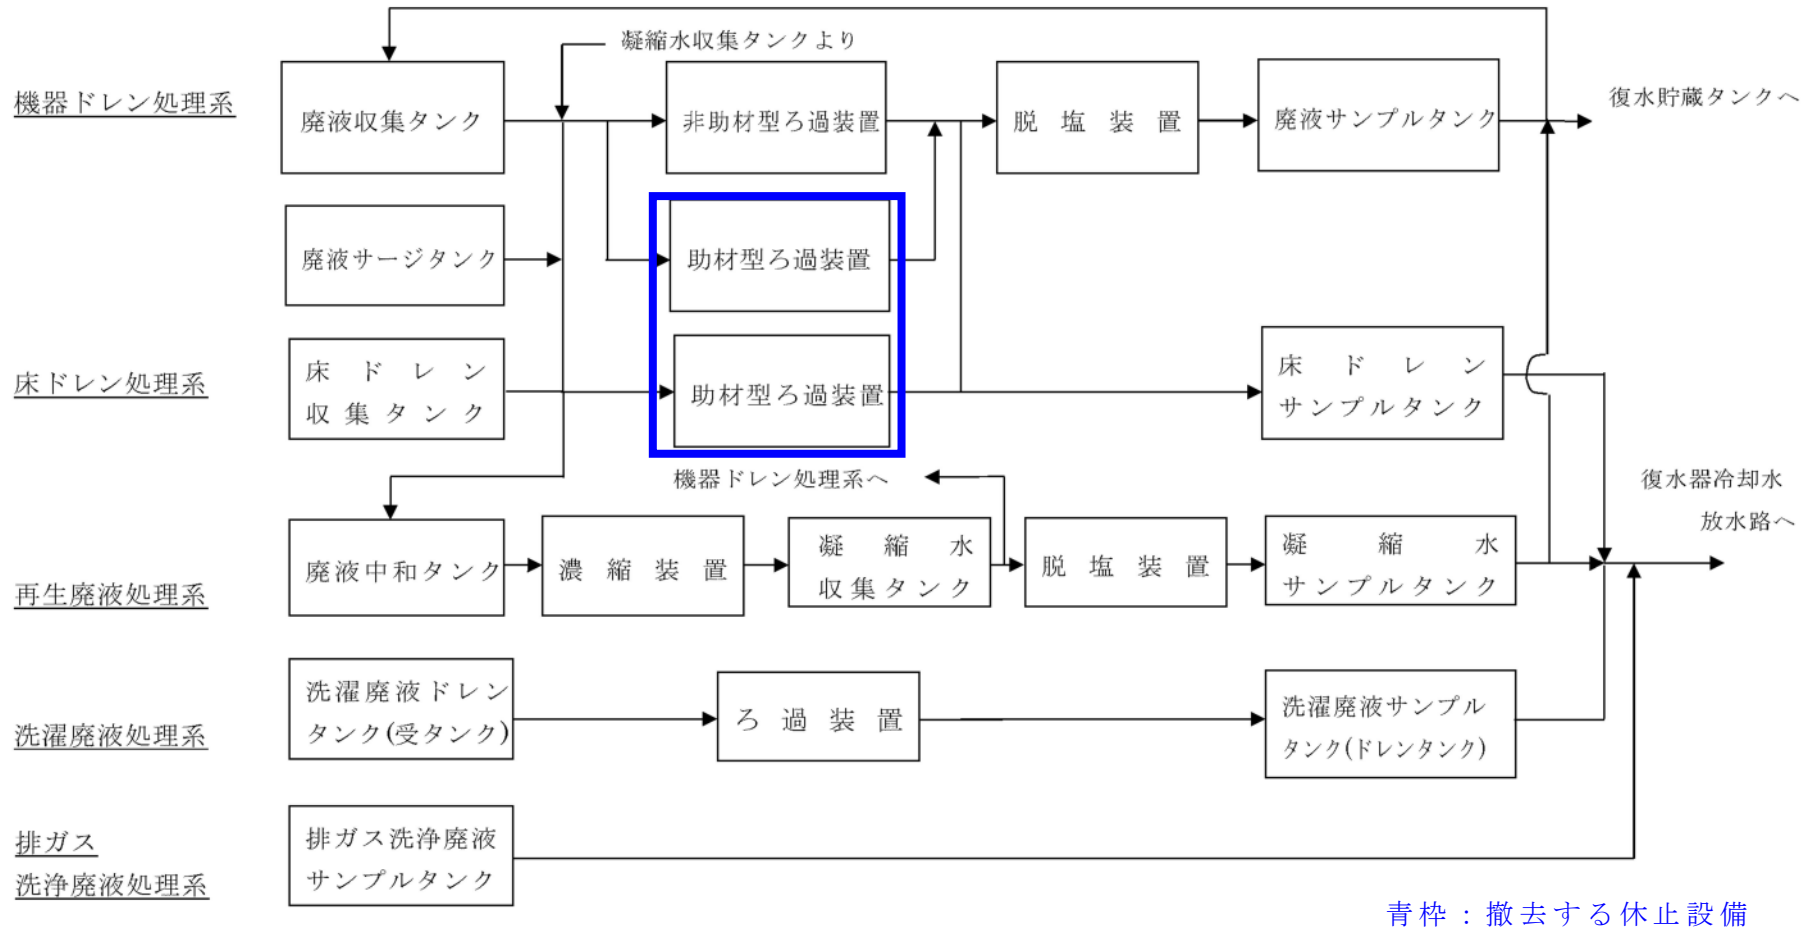 凝縮水収集タンクより
機器ドレン処理系
廃液収集タンク
非助材型ろ過装置
脱塩装置
廃液サンプルタンク
復水貯蔵タンクへ
廃液サージタンク
助材型ろ過装置
床ドレン処理系
床ドレン
収集タンク
助材型ろ過装置
床ドレン
サンプルタンク
機器ドレン処理系へ
復水器冷却水
放水路へ
再生廃液処理系
廃液中和タンク
濃縮装置
凝縮水
収集タンク
脱塩装置
凝縮水
サンプルタンク
洗濯廃液処理系
洗濯廃液ドレン
タンク(受タンク)
ろ過装置
洗濯廃液サンプル
タンク(ドレンタンク)
排ガス
洗浄廃液処理系
排ガス洗浄廃液
サンプルタンク
青枠：撤去する休止設備